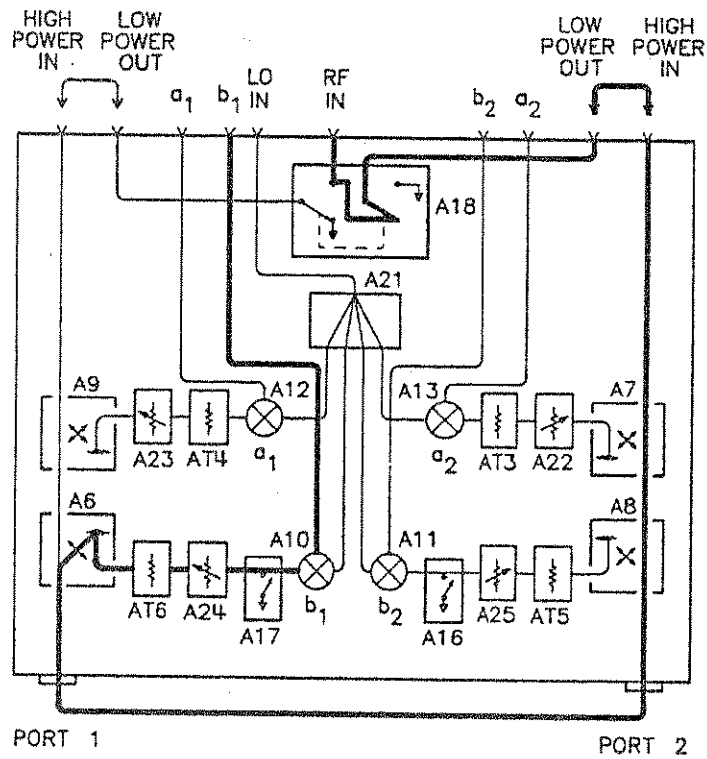 HIGH POWER IN
LOW POWER OUT
a1
b1
LO IN
RF IN
b2
a2
LOW POWER OUT
HIGH POWER IN
A18
A21
A9
A12
A13
A7
A23
AT4
a1
a2
AT3
A22
A6
A10
A11
A8
AT6
A24
A17
b1
b2
A16
A25
AT5
PORT 1
PORT 2